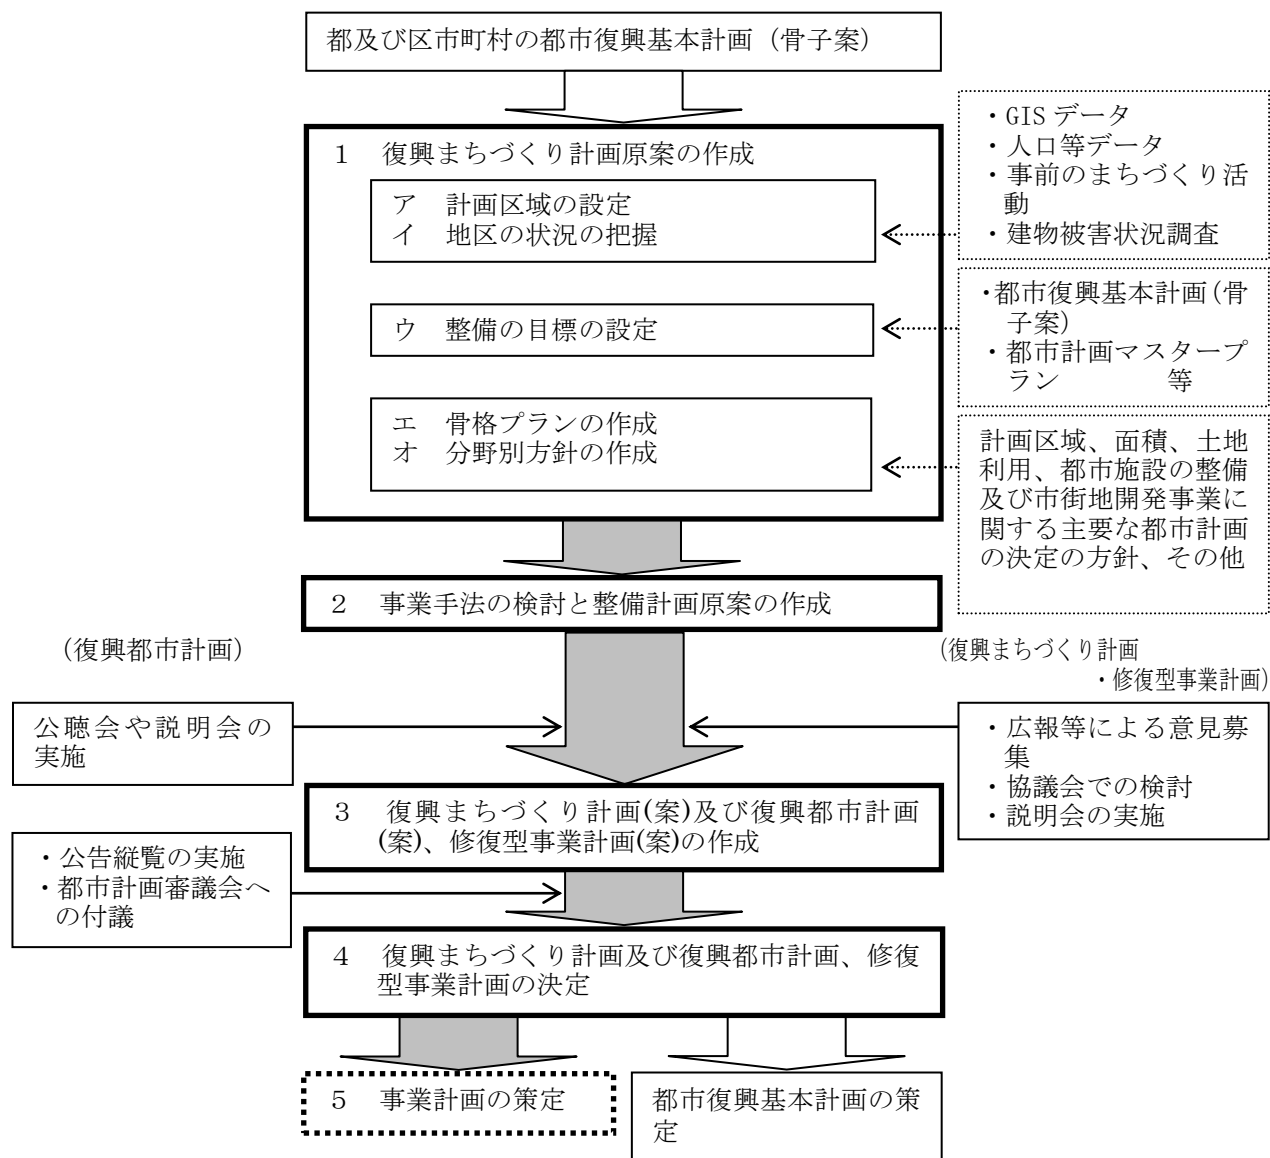 都及び区市町村の都市復興基本計画（骨子案）
１　復興まちづくり計画原案の作成
ア　計画区域の設定
イ　地区の状況の把握
・GIS データ
・人口等データ
・事前のまちづくり活
動
・建物被害状況調査
ウ　整備の目標の設定
・都市復興基本計画（骨
子案）
・都市計画マスタープ
ラン　　　　等
エ　骨格プランの作成
オ　分野別方針の作成
計画区域、面積、土地
利用、都市施設の整備
及び市街地開発事業に
関する主要な都市計画
の決定の方針、その他
２　事業手法の検討と整備計画原案の作成
（復興都市計画）
（復興まちづくり計画
・修復型事業計画）
公聴会や説明会の
実施
・広報等による意見募
集
・協議会での検討
・説明会の実施
３　復興まちづくり計画(案)及び復興都市計画
(案)、修復型事業計画(案)の作成
・公告縦覧の実施
・都市計画審議会へ
の付議
４　復興まちづくり計画及び復興都市計画、修復
型事業計画の決定
５　事業計画の策定
都市復興基本計画の策
定